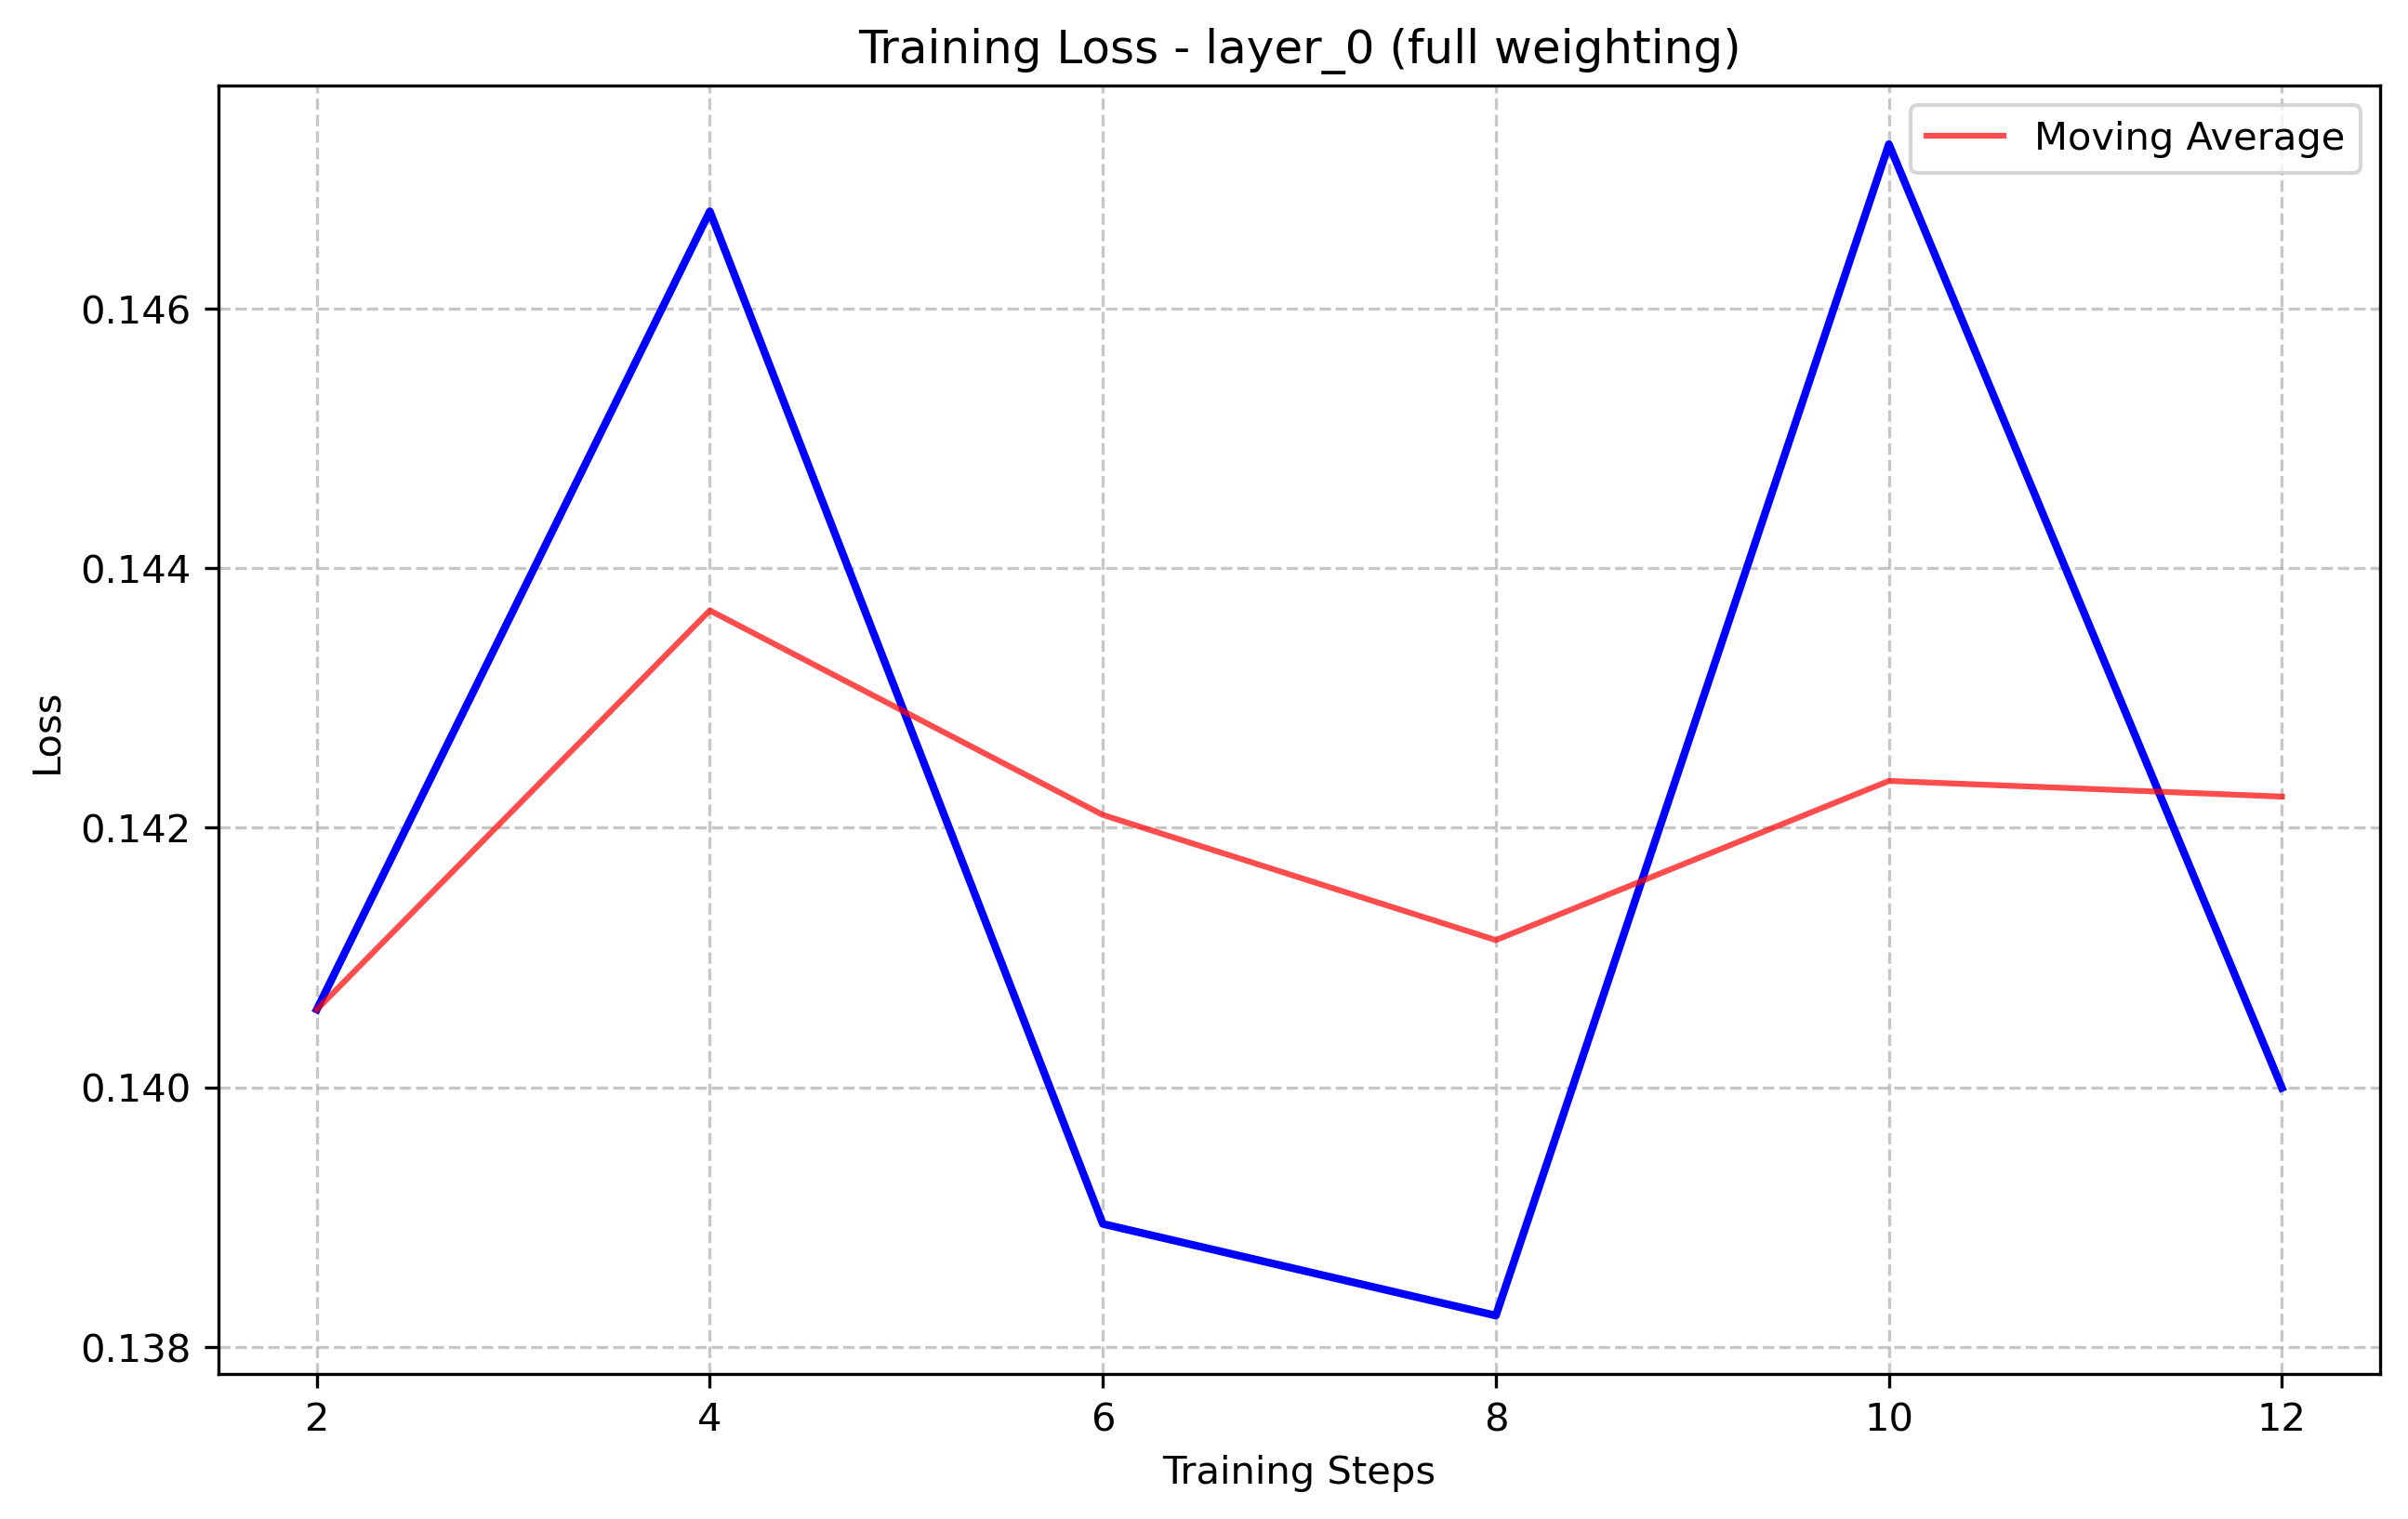 Training Loss - layer_0 (full weighting)
Moving Average
0.146
0.144
0.142
0.140
0.138
Loss
2 4 6 8 10 12
Training Steps